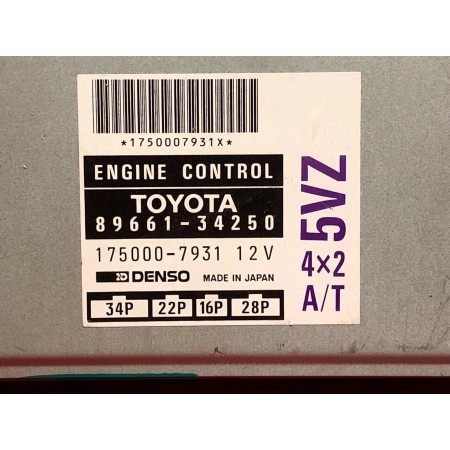 *1750007931X*
ENGINE CONTROL
TOYOTA
89661-34250
175000-7931 12V
DENSO MADE IN JAPAN
34P 22P 16P 28P
5VZ
4×2
A/T